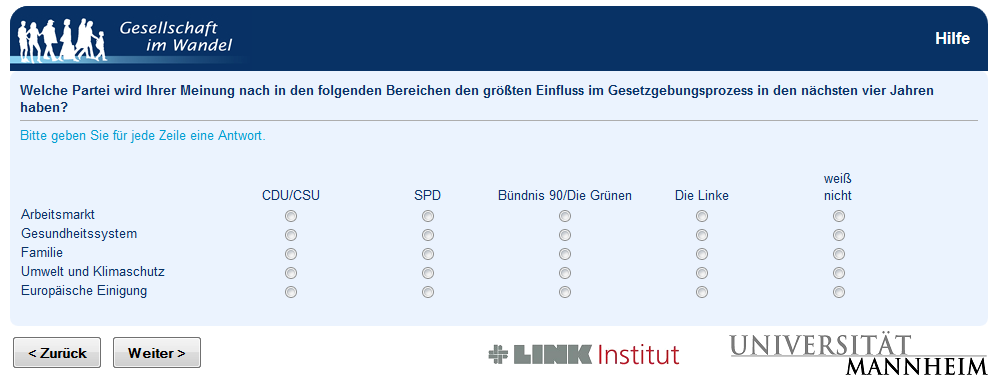 Gesellschaft
im Wandel
Hilfe
Welche Partei wird Ihrer Meinung nach in den folgenden Bereichen den größten Einfluss im Gesetzgebungsprozess in den nächsten vier Jahren
haben?
Bitte geben Sie für jede Zeile eine Antwort.
CDU/CSU SPD Bündnis 90/Die Grünen Die Linke weiß
nicht
Arbeitsmarkt
Gesundheitssystem
Familie
Umwelt und Klimaschutz
Europäische Einigung
< Zurück Weiter >
LINK Institut
UNIVERSITÄT
MANNHEIM